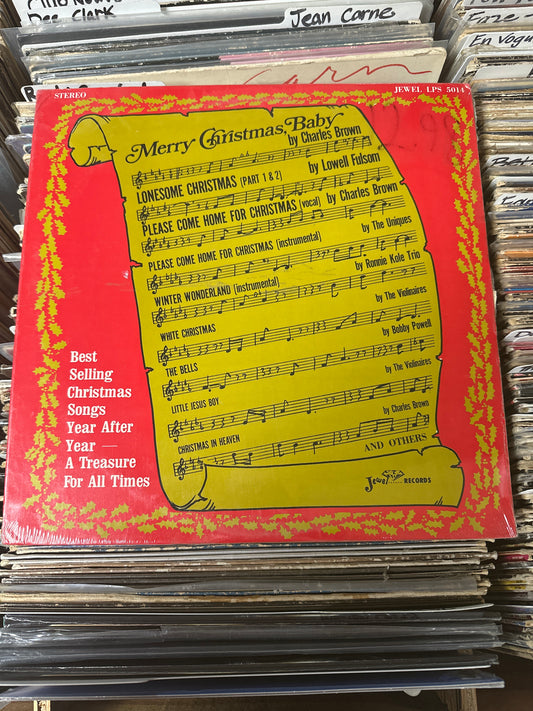 Dee Clark
Jean Carne
En Vogue
STEREO
JEWEL LPS 5014
Merry Christmas, Baby
by Charles Brown
LONESOME CHRISTMAS (PART 1 & 2)
by Lowell Fulsom
PLEASE COME HOME FOR CHRISTMAS (vocal)
by Charles Brown
PLEASE COME HOME FOR CHRISTMAS (instrumental)
by The Uniques
WINTER WONDERLAND (instrumental)
by Ronnie Kole Trio
WHITE CHRISTMAS
by The Violinaires
THE BELLS
by Bobby Powell
LITTLE JESUS BOY
by The Violinaires
CHRISTMAS IN HEAVEN
by Charles Brown
AND OTHERS
Best
Selling
Christmas
Songs
Year After
Year —
A Treasure
For All Times
Jewel RECORDS